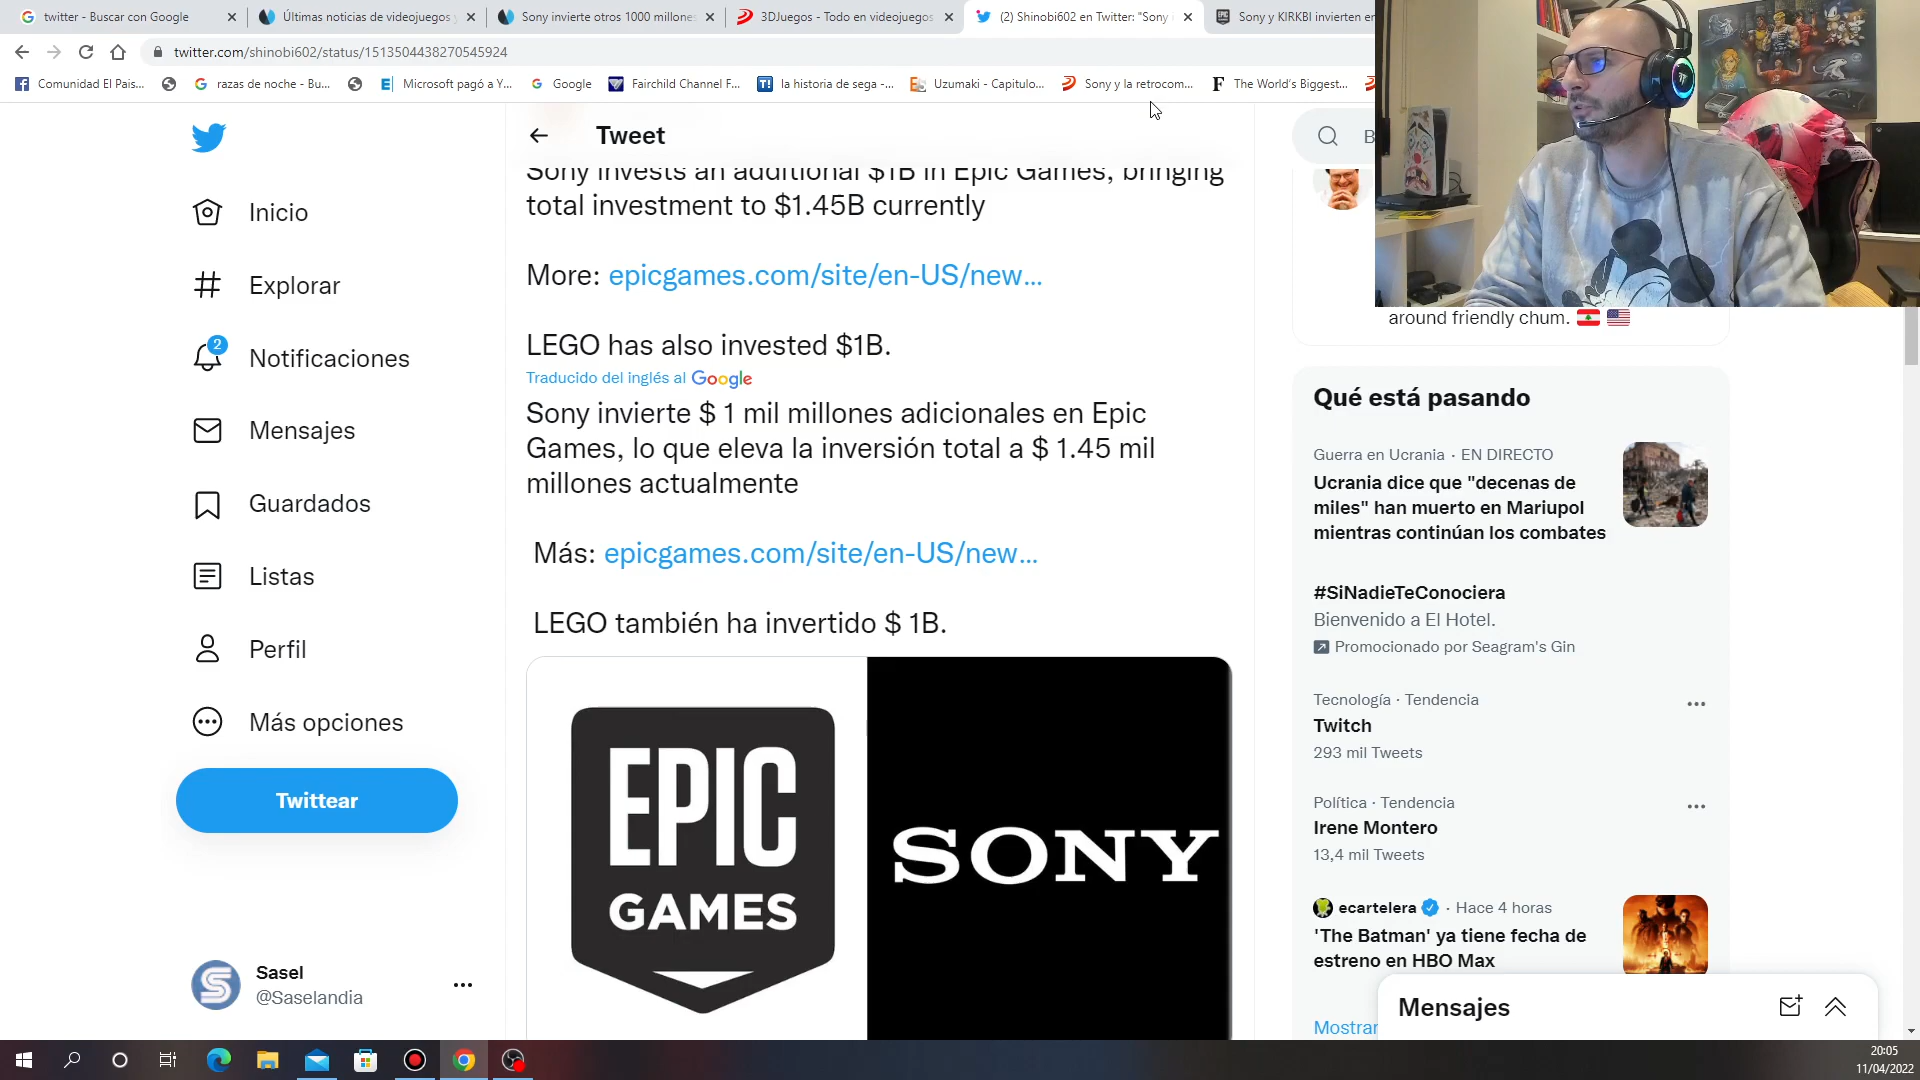 twitter - Buscar con Google
Últimas noticias de videojuegos y
Sony invierte otros 1000 millones
3DJuegos - Todo en videojuegos
(2) Shinobi602 en Twitter: "Sony
Sony y KIRKBI invierten en
twitter.com/shinobi602/status/1513504438270545924
Comunidad El Pais...
razas de noche - Bu...
Microsoft pagó a Y...
Google
Fairchild Channel F...
la historia de sega -...
Uzumaki - Capitulo...
Sony y la retrocom...
The World's Biggest...
Tweet
Sony invests an additional $1B in Epic Games, bringing
total investment to $1.45B currently
More: epicgames.com/site/en-US/new...
LEGO has also invested $1B.
Traducido del inglés al Google
Sony invierte $ 1 mil millones adicionales en Epic
Games, lo que eleva la inversión total a $ 1.45 mil
millones actualmente
Más: epicgames.com/site/en-US/new...
LEGO también ha invertido $ 1B.
EPIC
GAMES
SONY
Inicio
Explorar
2
Notificaciones
Mensajes
Guardados
Listas
Perfil
Más opciones
Twittear
Sasel
@Saselandia
B
around friendly chum.
Qué está pasando
Guerra en Ucrania · EN DIRECTO
Ucrania dice que "decenas de
miles" han muerto en Mariupol
mientras continúan los combates
#SiNadieTeConociera
Bienvenido a El Hotel.
Promocionado por Seagram's Gin
Tecnología · Tendencia
Twitch
293 mil Tweets
Política · Tendencia
Irene Montero
13,4 mil Tweets
ecartelera · Hace 4 horas
'The Batman' ya tiene fecha de
estreno en HBO Max
Mostrar
Mensajes
20:05
11/04/2022